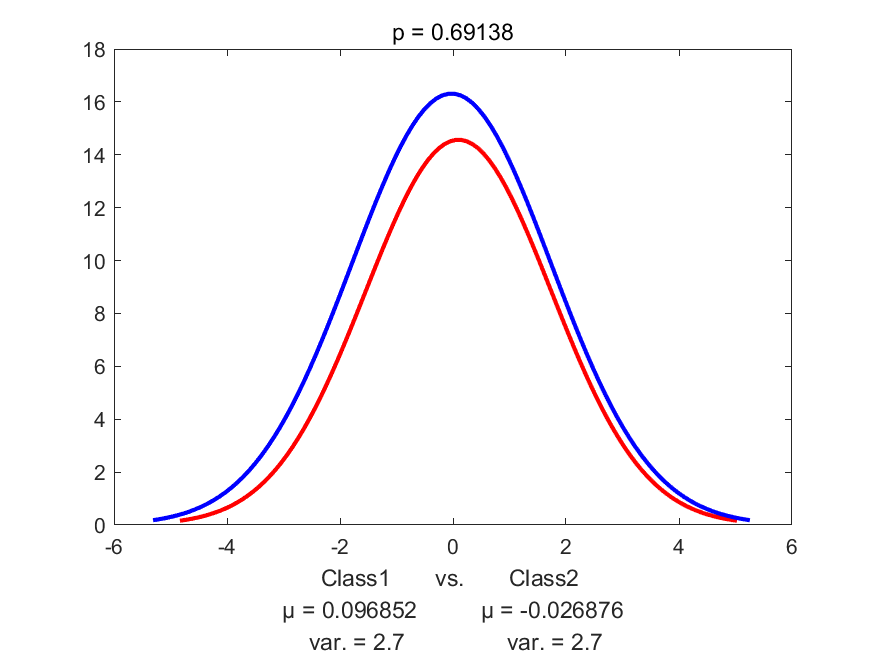 p = 0.69138
18
16
14
12
10
8
6
4
2
0
-6 -4 -2 0 2 4 6
Class1 vs. Class2
μ = 0.096852 μ = -0.026876
var. = 2.7 var. = 2.7